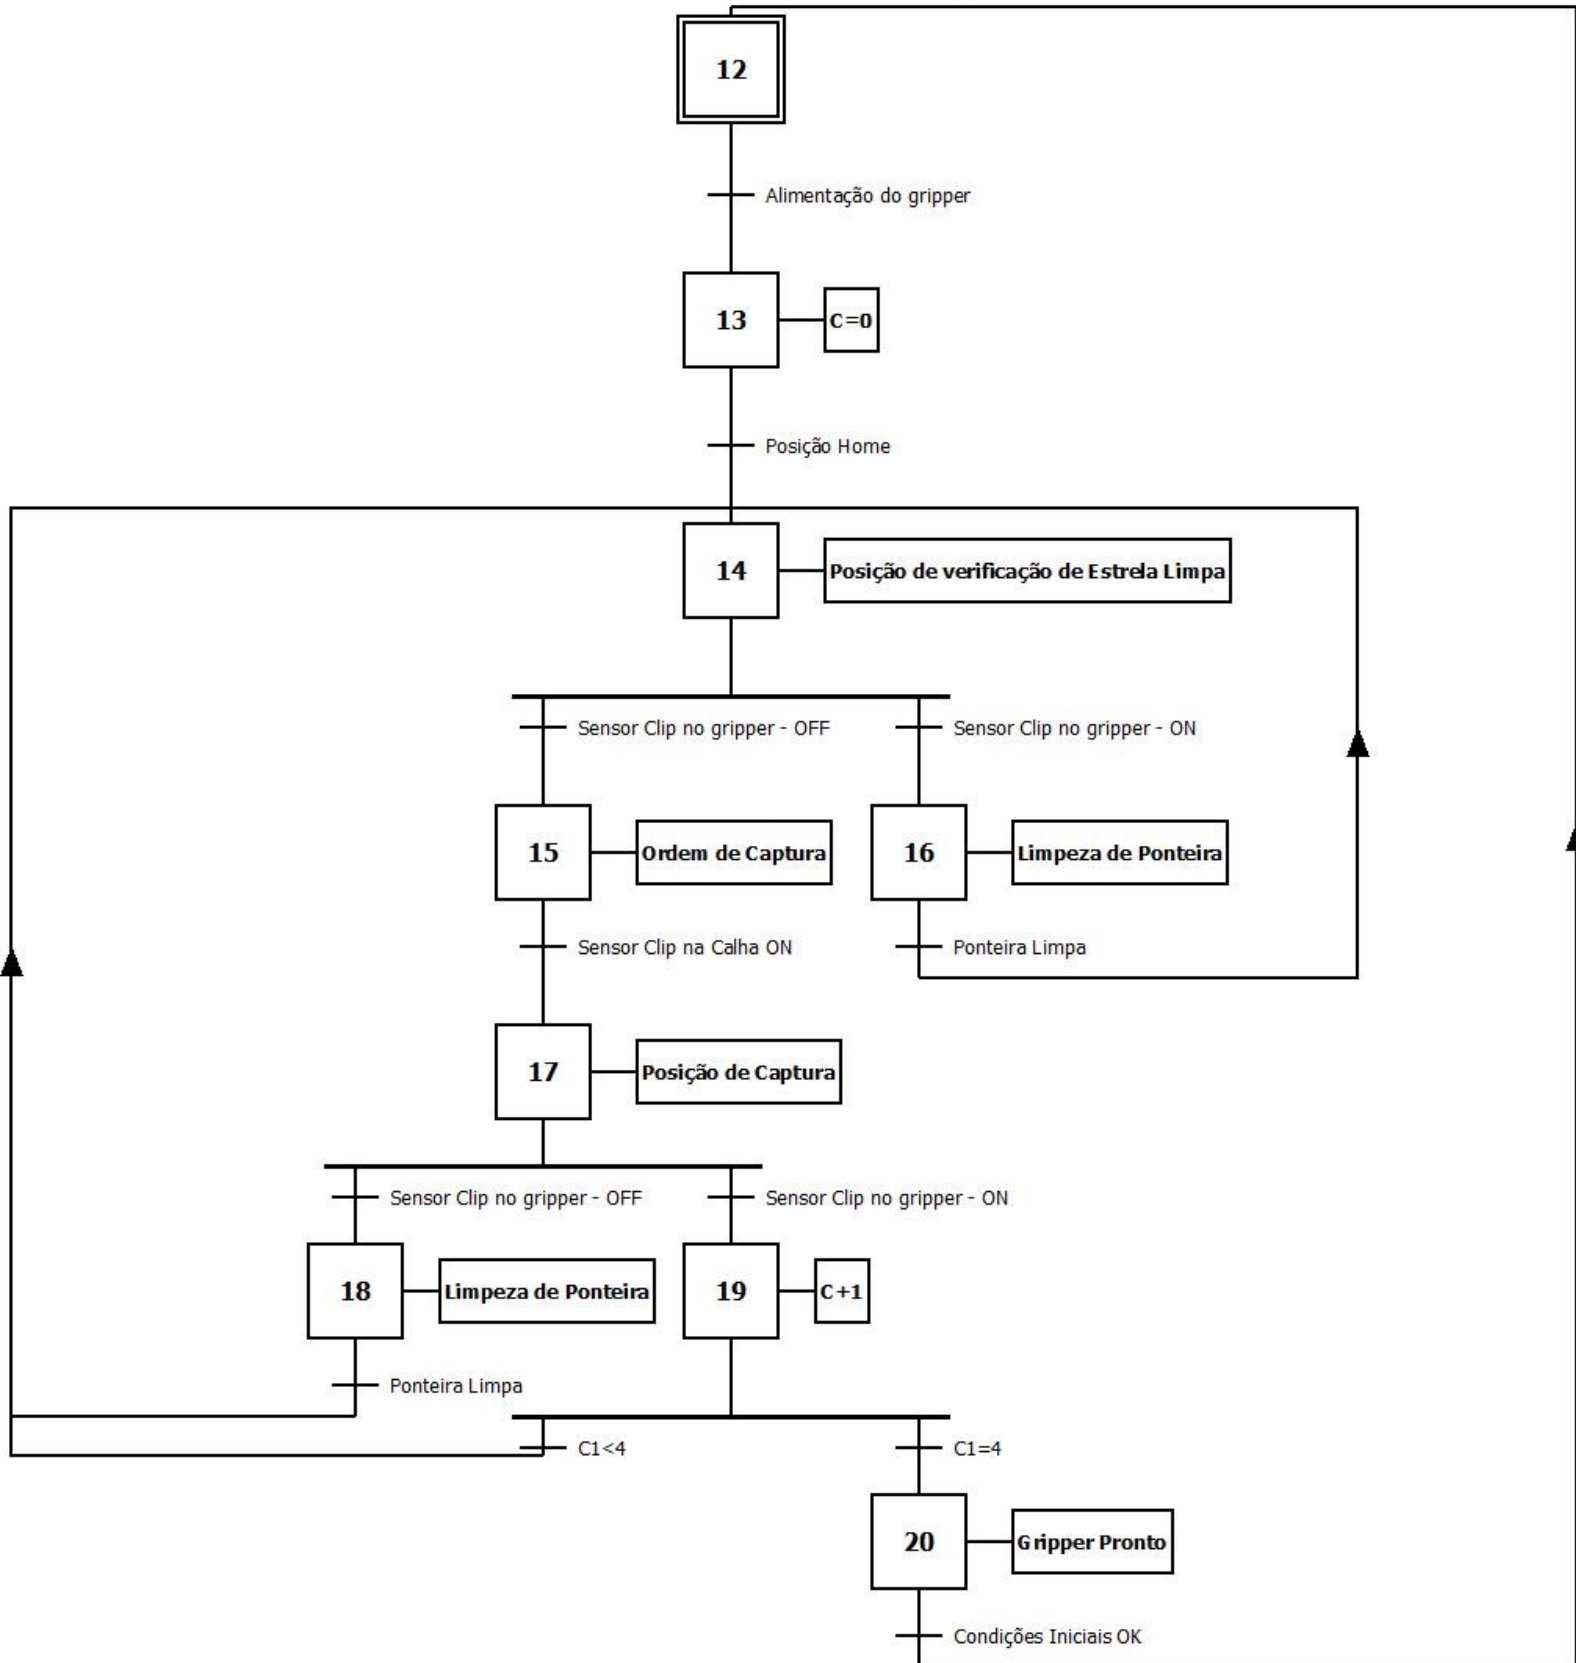 12
Alimentação do gripper
13
C=0
Posição Home
14
Posição de verificação de Estrela Limpa
Sensor Clip no gripper - OFF
Sensor Clip no gripper - ON
15
Ordem de Captura
16
Limpeza de Ponteira
Sensor Clip na Calha ON
Ponteira Limpa
17
Posição de Captura
Sensor Clip no gripper - OFF
Sensor Clip no gripper - ON
18
Limpeza de Ponteira
19
C+1
Ponteira Limpa
C1<4
C1=4
20
Gripper Pronto
Condições Iniciais OK